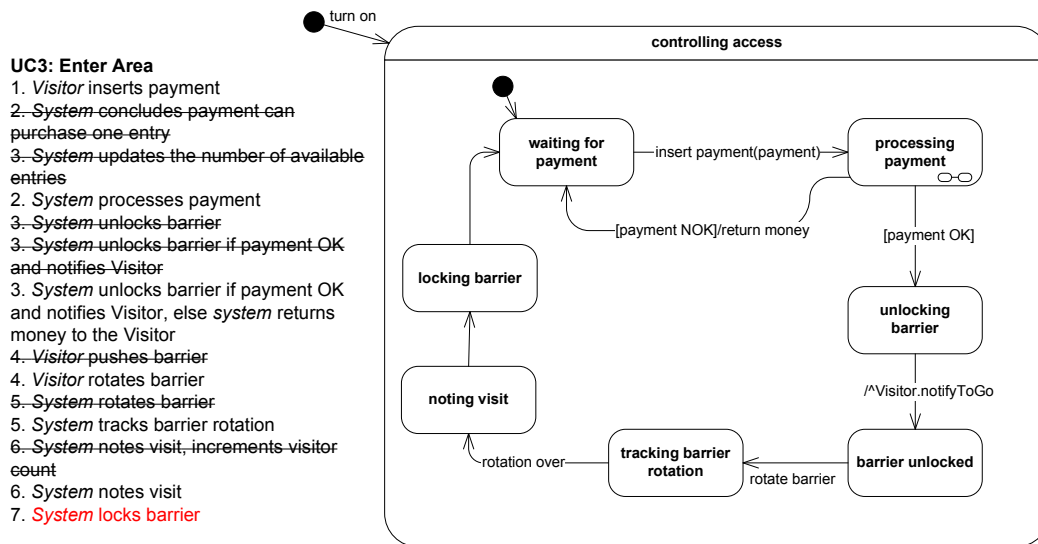 turn on
controlling access
UC3: Enter Area
1. Visitor inserts payment
2. System concludes payment can
purchase one entry
3. System updates the number of available
entries
2. System processes payment
3. System unlocks barrier
3. System unlocks barrier if payment OK
and notifies Visitor
3. System unlocks barrier if payment OK
and notifies Visitor, else system returns
money to the Visitor
4. Visitor pushes barrier
4. Visitor rotates barrier
5. System rotates barrier
5. System tracks barrier rotation
6. System notes visit, increments visitor
count
6. System notes visit
7. System locks barrier
waiting for
payment
insert payment(payment)
processing
payment
[payment NOK]/return money
[payment OK]
locking barrier
unlocking
barrier
noting visit
/^Visitor.notifyToGo
rotation over
tracking barrier
rotation
rotate barrier
barrier unlocked